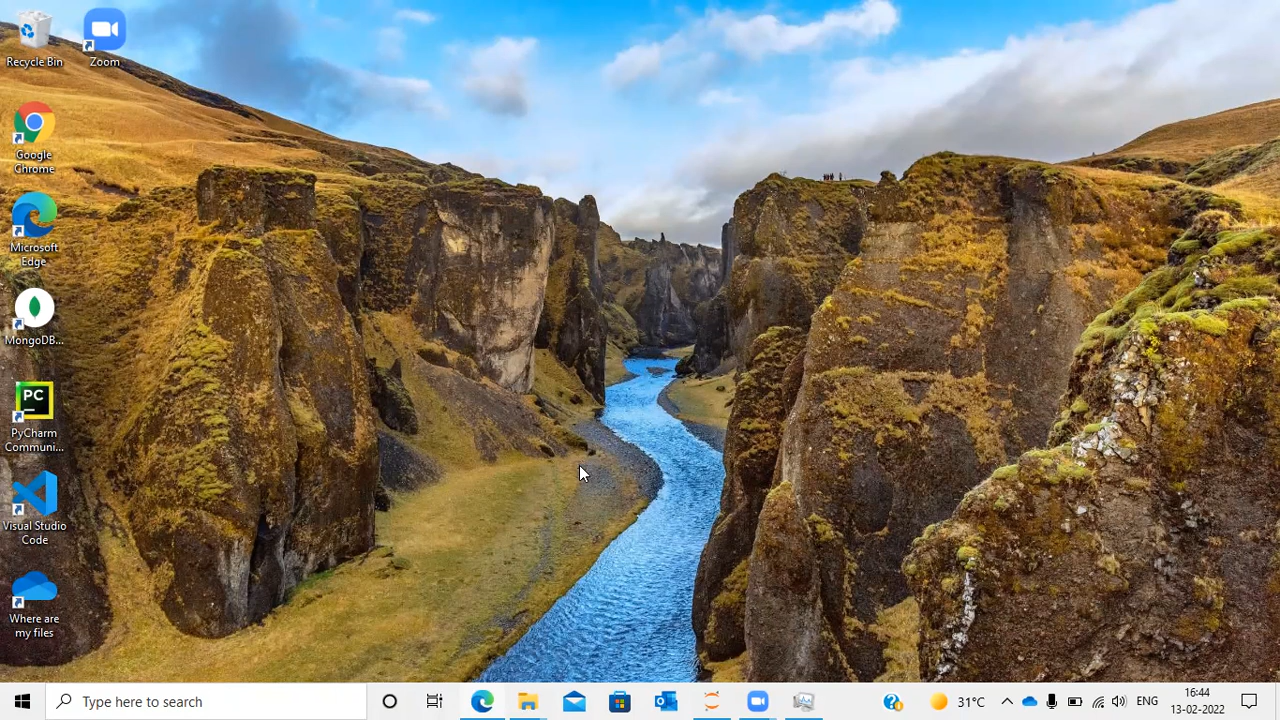 Recycle Bin
Zoom
Google
Chrome
Microsoft
Edge
MongoDB...
PC
PyCharm
Communi...
Visual Studio
Code
Where are
my files
Type here to search
31°C
ENG
16:44
13-02-2022